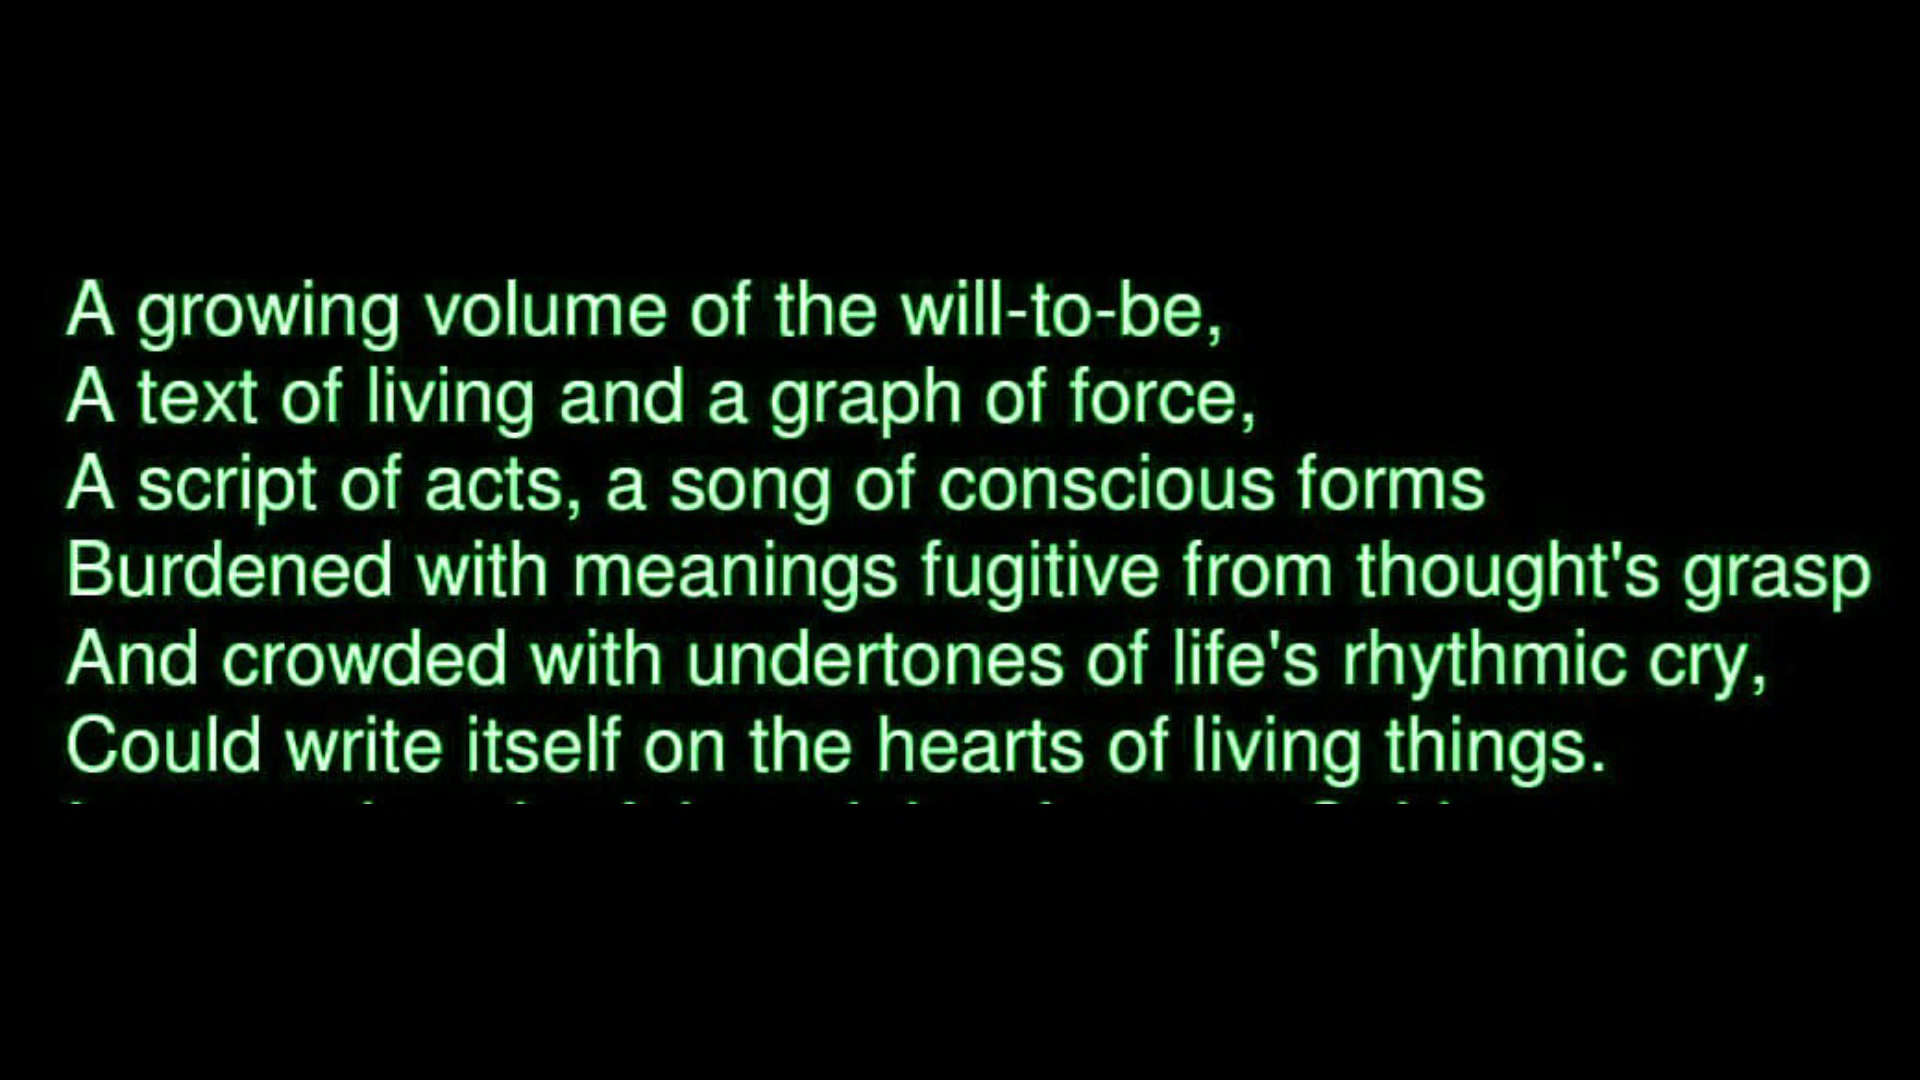 A growing volume of the will-to-be,
A text of living and a graph of force,
A script of acts, a song of conscious forms
Burdened with meanings fugitive from thought's grasp
And crowded with undertones of life's rhythmic cry,
Could write itself on the hearts of living things.